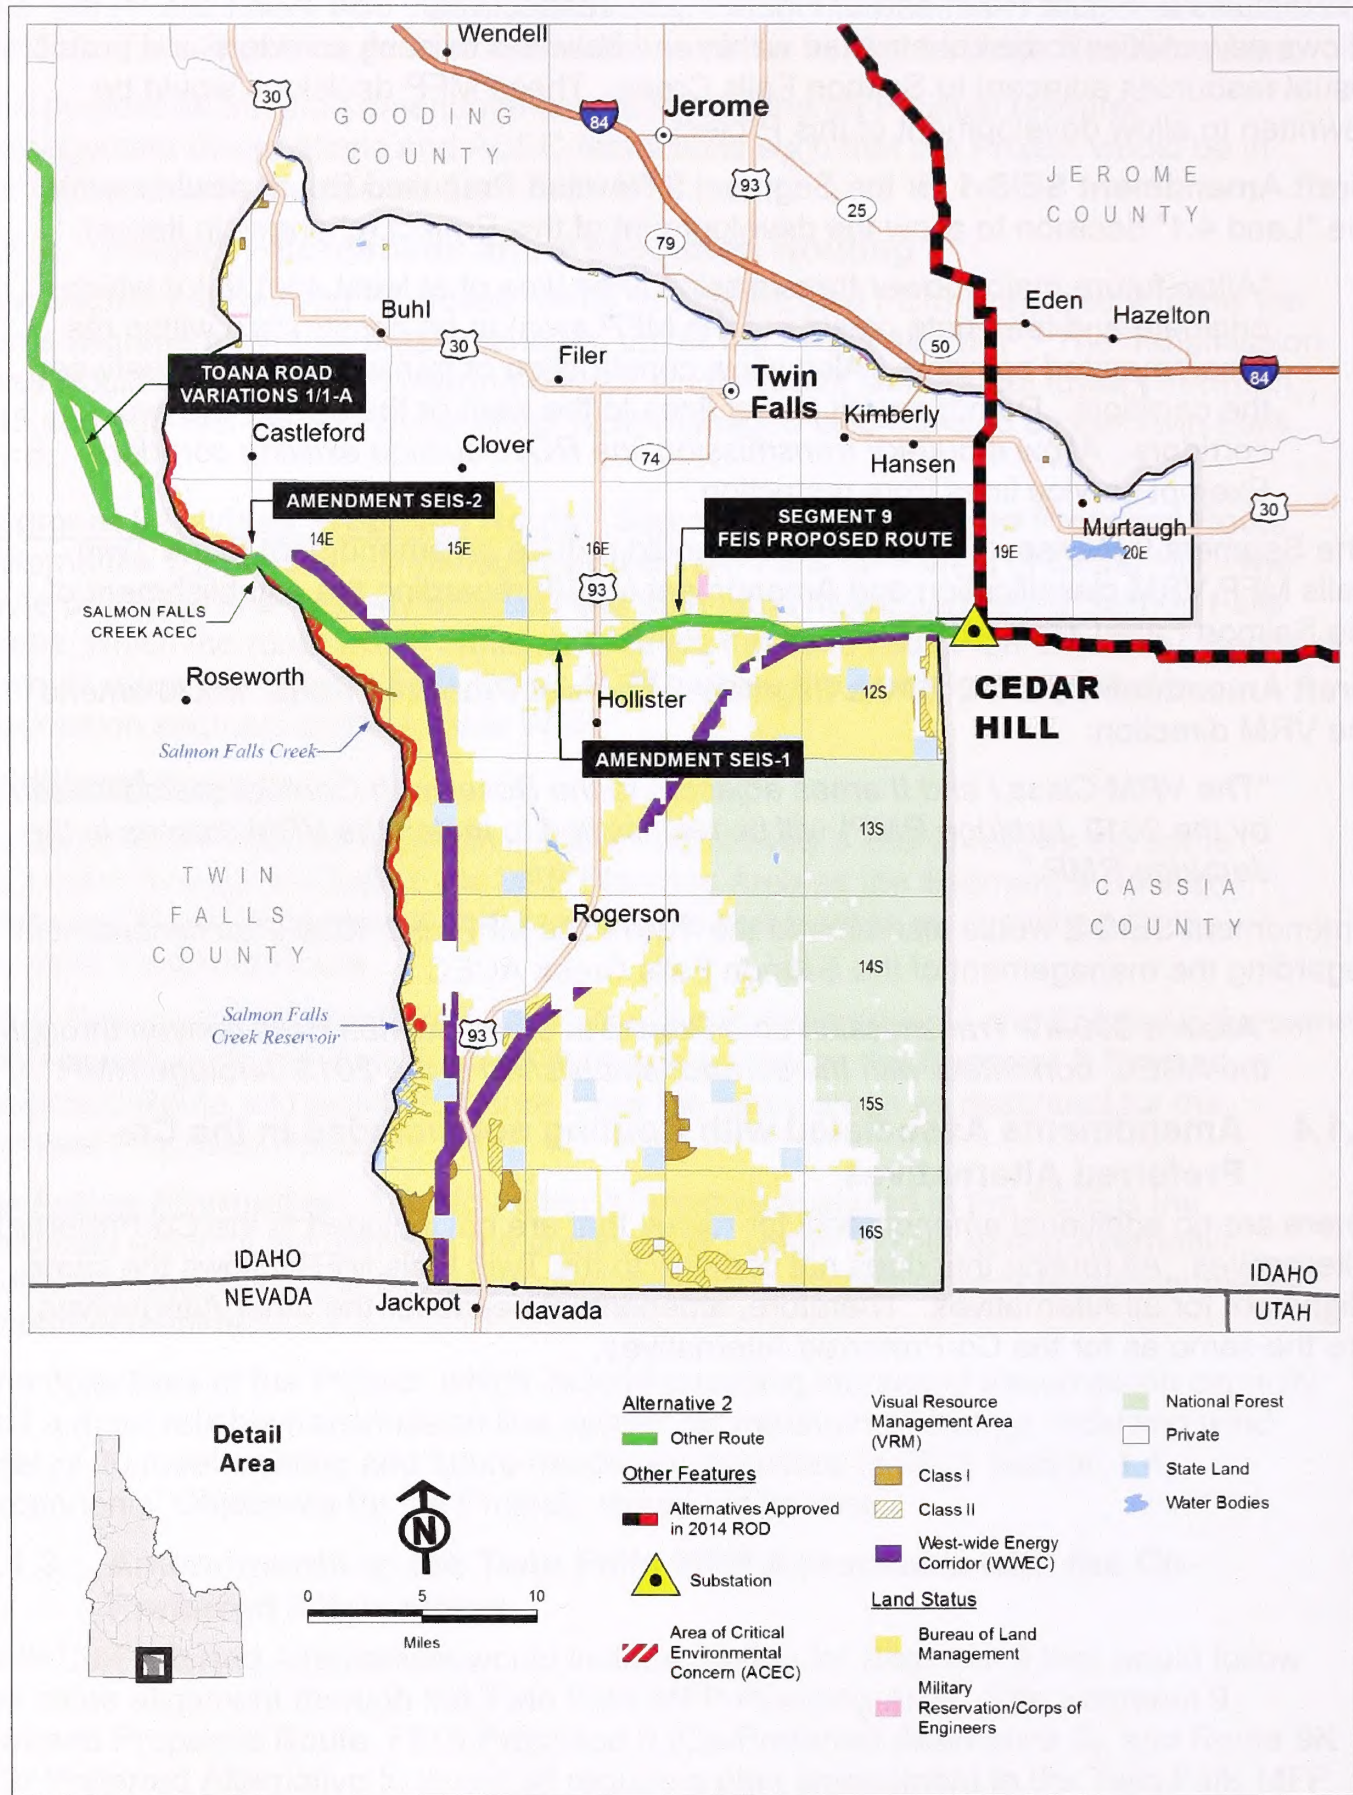 Wendell
30
GOODING
COUNTY
84
Jerome
93
25
JEROME
COUNTY
79
Buhl
30
Filer
50
Eden
Hazelton
84
TOANA ROAD
VARIATIONS 1/1-A
Castleford
Twin
Falls
Kimberly
Clover
74
Hansen
AMENDMENT SEIS-2
SEGMENT 9
FEIS PROPOSED ROUTE
30
Murtaugh
14E
15E
16E
19E
20E
93
SALMON FALLS
CREEK ACEC
Roseworth
Hollister
12S
CEDAR
HILL
Salmon Falls Creek
AMENDMENT SEIS-1
13S
TWIN
FALLS
COUNTY
CASSIA
COUNTY
Rogerson
14S
Salmon Falls
Creek Reservoir
93
15S
16S
IDAHO
NEVADA
Jackpot
Idavada
IDAHO
UTAH
Detail
Area
N
0 5 10
Miles
Alternative 2
Other Route
Other Features
Alternatives Approved
in 2014 ROD
Substation
Area of Critical
Environmental
Concern (ACEC)
Visual Resource
Management Area
(VRM)
Class I
Class II
West-wide Energy
Corridor (WWEC)
Land Status
Bureau of Land
Management
Military
Reservation/Corps of
Engineers
National Forest
Private
State Land
Water Bodies